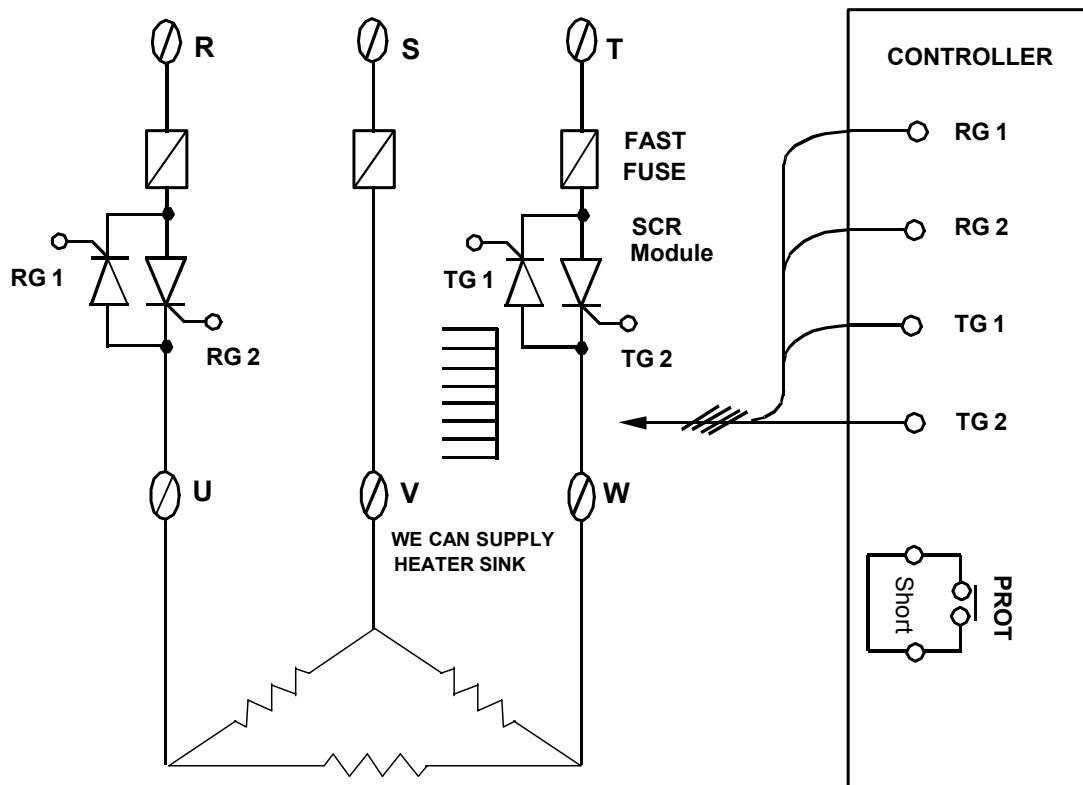 R
S
T
CONTROLLER
RG 1
FAST
FUSE
RG 2
SCR
Module
RG 1
TG 1
TG 1
RG 2
TG 2
TG 2
U
V
W
WE CAN SUPPLY
HEATER SINK
Short
PROT